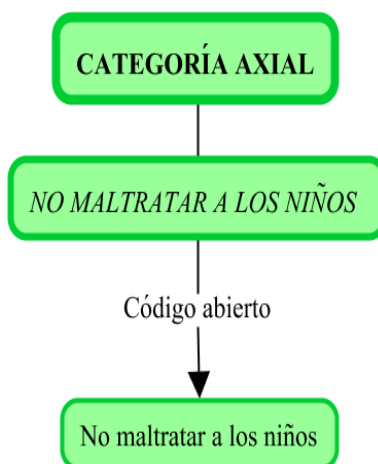 CATEGORÍA AXIAL
NO MALTRATAR A LOS NIÑOS
Código abierto
No maltratar a los niños